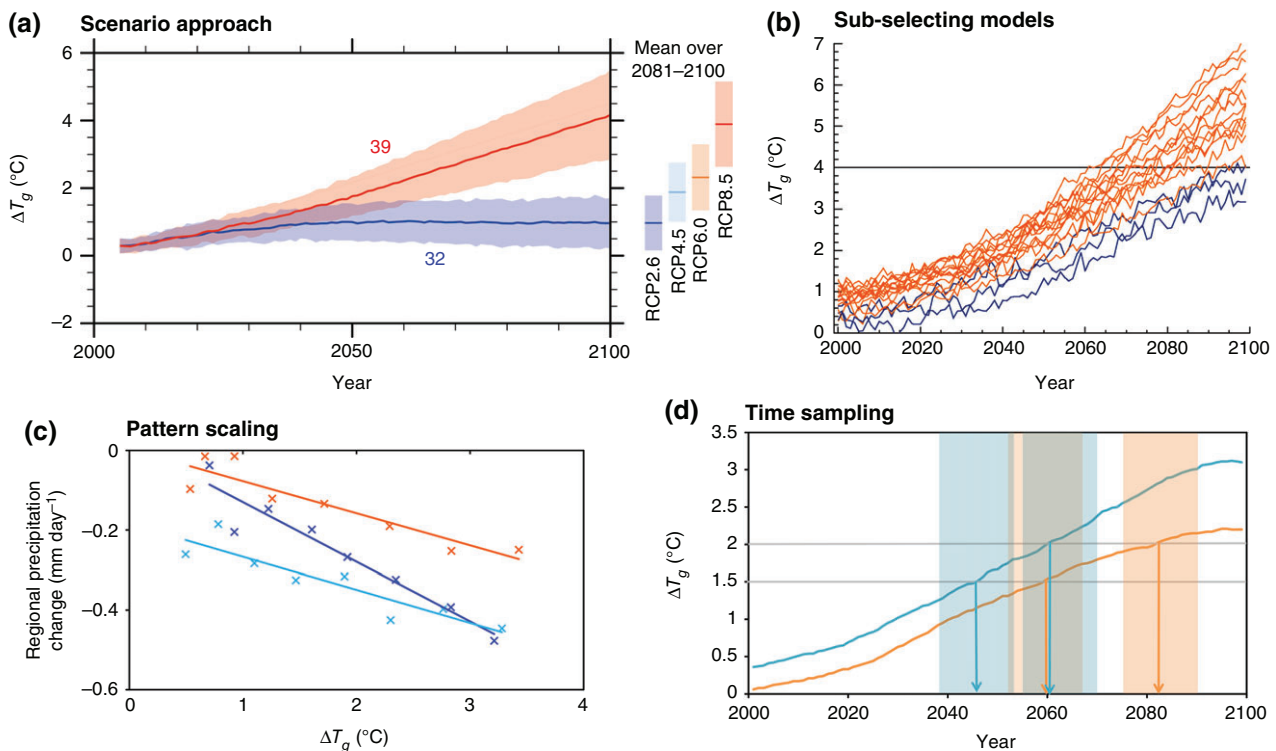 (a) Scenario approach
6
4
2
0
–2
ΔTg (°C)
2000
2050
2100
Year
39
32
Mean over
2081–2100
RCP2.6
RCP4.5
RCP6.0
RCP8.5
(b) Sub-selecting models
7
6
5
4
3
2
1
0
ΔTg (°C)
2000
2020
2040
2060
2080
2100
Year
(c) Pattern scaling
0
–0.2
–0.4
–0.6
Regional precipitation
change (mm day–1)
0
1
2
3
4
ΔTg (°C)
(d) Time sampling
3.5
3
2.5
2
1.5
1
0.5
0
ΔTg (°C)
2000
2020
2040
2060
2080
2100
Year